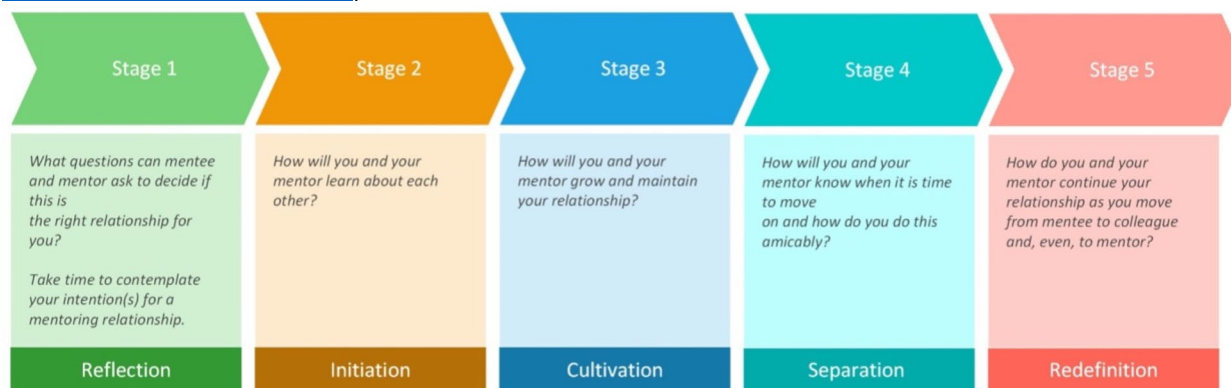 Stage 1
Stage 2
Stage 3
Stage 4
Stage 5
What questions can mentee
and mentor ask to decide if
this is
the right relationship for
you?
Take time to contemplate
your intention(s) for a
mentoring relationship.
How will you and your
mentor learn about each
other?
How will you and your
mentor grow and maintain
your relationship?
How will you and your
mentor know when it is time
to move
on and how do you do this
amicably?
How do you and your
mentor continue your
relationship as you move
from mentee to colleague
and, even, to mentor?
Reflection
Initiation
Cultivation
Separation
Redefinition